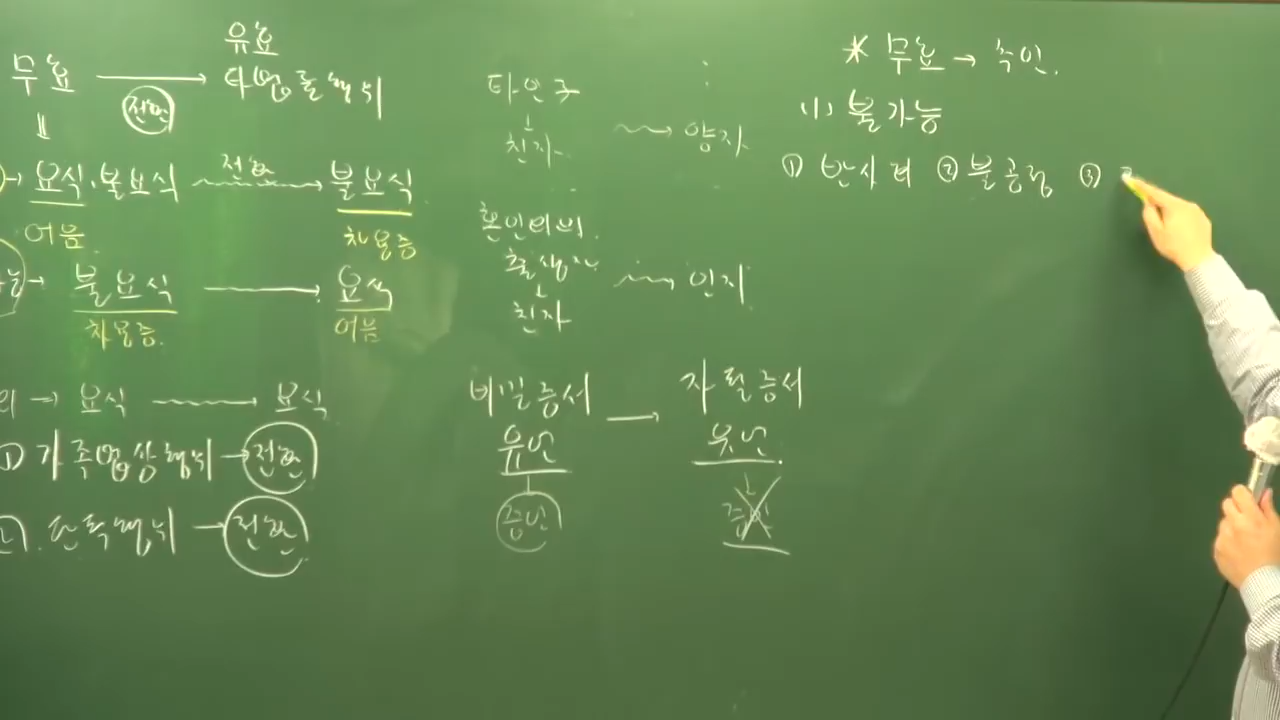 무효 → 유효
전환 타법률행위
॥
→ 요식·불요식 전환 → 불요식
어음 차용증
→ 불요식 → 요식
차용증. 어음
→ 요식 → 요식
① 가족법상행위 → 전환
②. 단독행위 → 전환
타인子
↓
친자. → 양자
혼인외의.
출생자
↓
친자 → 인지
비밀증서 → 자필증서
유언 유언.
증인 증인
* 무효 → 추인.
(1) 불가능
① 반사회 ② 불공정 ③